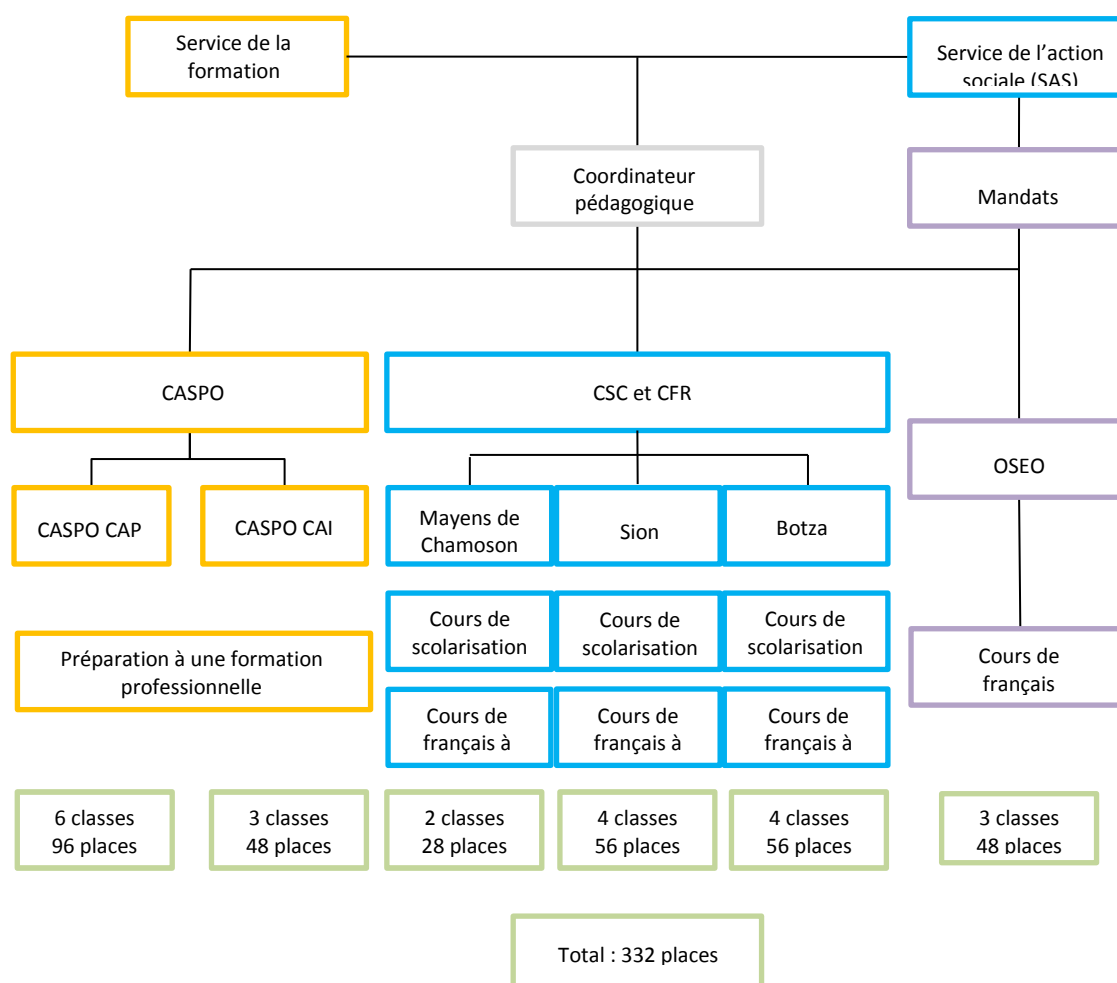 Service de la
formation
Service de l’action
sociale (SAS)
Coordinateur
pédagogique
Mandats
CASPO
CSC et CFR
OSEO
CASPO CAP
CASPO CAI
Mayens de
Chamoson
Sion
Botza
Préparation à une formation
professionnelle
Cours de
scolarisation
Cours de
scolarisation
Cours de
scolarisation
Cours de
français
Cours de
français à
Cours de
français à
Cours de
français à
6 classes
96 places
3 classes
48 places
2 classes
28 places
4 classes
56 places
4 classes
56 places
3 classes
48 places
Total : 332 places